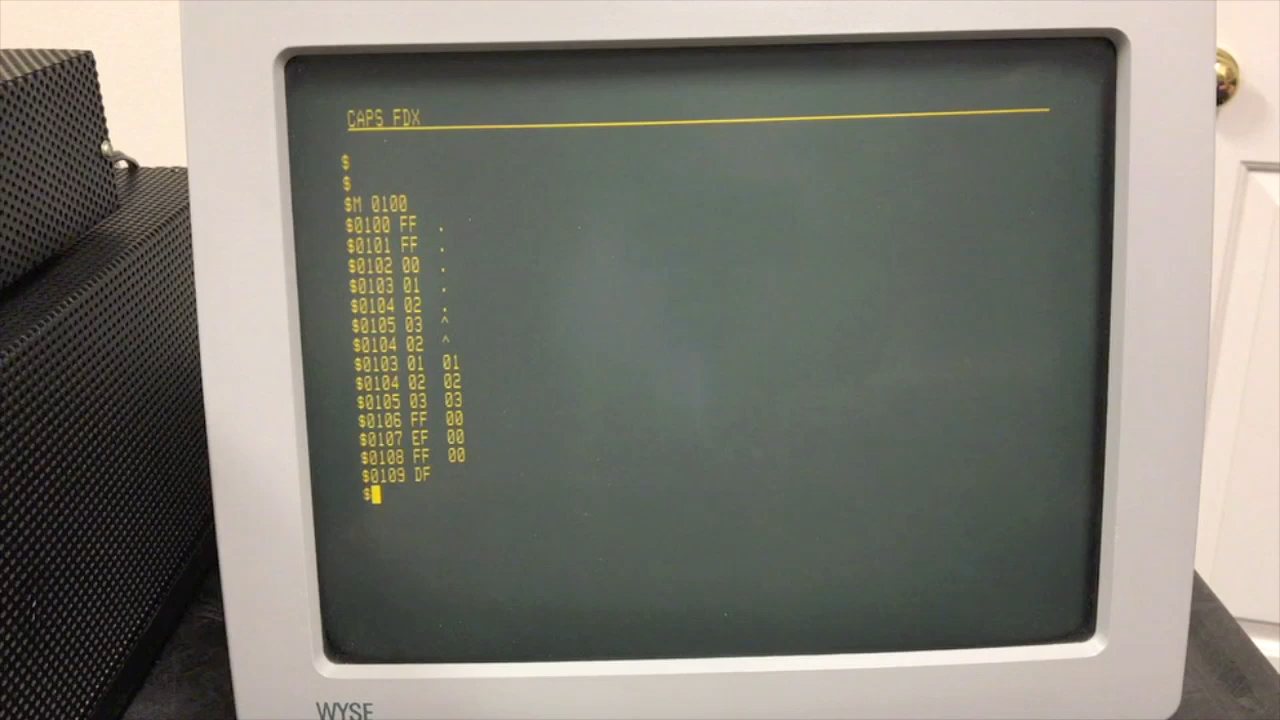 CAPS FDX
$
$
$M 0100
$0100 FF .
$0101 FF .
$0102 00 .
$0103 01 .
$0104 02 .
$0105 03 ^
$0104 02 ^
$0103 01 01
$0104 02 02
$0105 03 03
$0106 FF 00
$0107 EF 00
$0108 FF 00
$0109 DF
$
WYSE